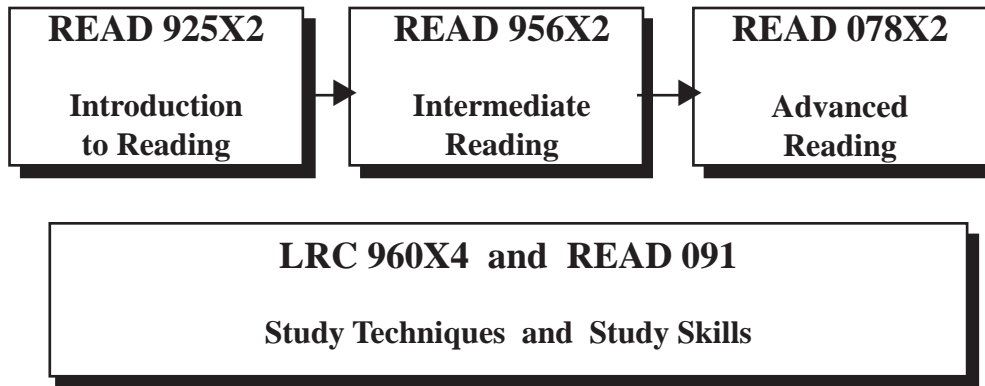 READ 925X2
Introduction
to Reading
READ 956X2
Intermediate
Reading
READ 078X2
Advanced
Reading
LRC 960X4 and READ 091
Study Techniques and Study Skills